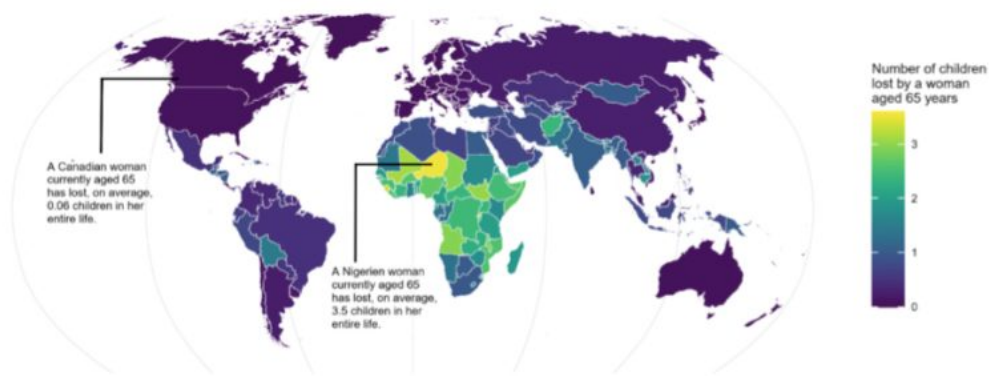 Number of children
lost by a woman
aged 65 years
3
2
1
0
A Canadian woman
currently aged 65
has lost, on average,
0.06 children in her
entire life.
A Nigerien woman
currently aged 65
has lost, on average,
3.5 children in her
entire life.